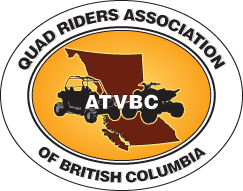 QUAD RIDERS ASSOCIATION
ATVBC
OF BRITISH COLUMBIA